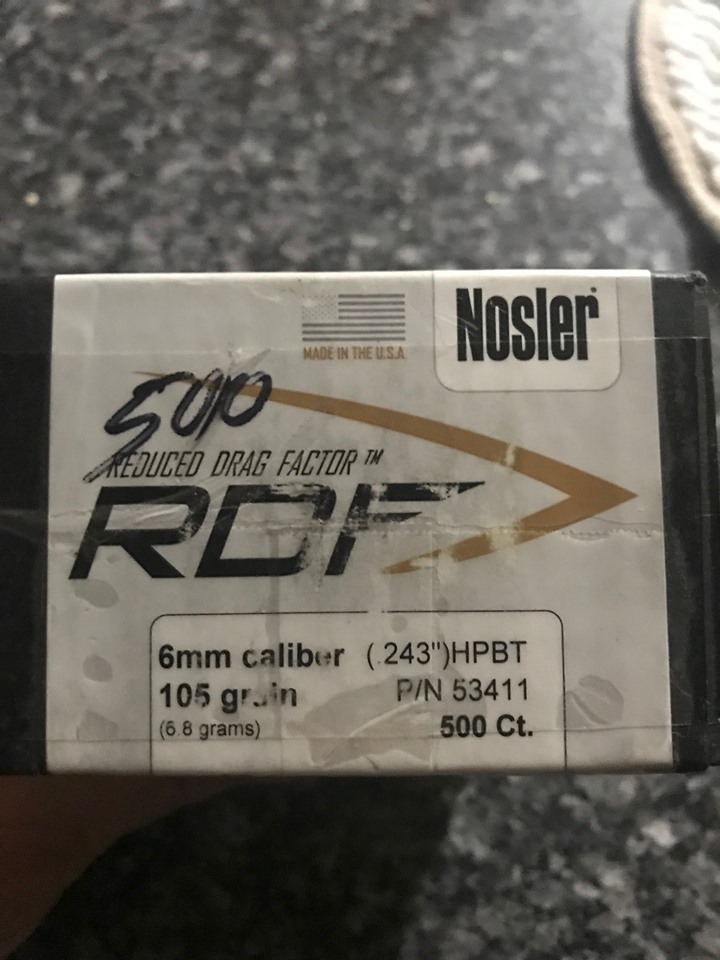 Nosler®
MADE IN THE U.S.A.
500
REDUCED DRAG FACTOR™
RDF
6mm caliber (.243")HPBT
105 grain P/N 53411
(6.8 grams) 500 Ct.